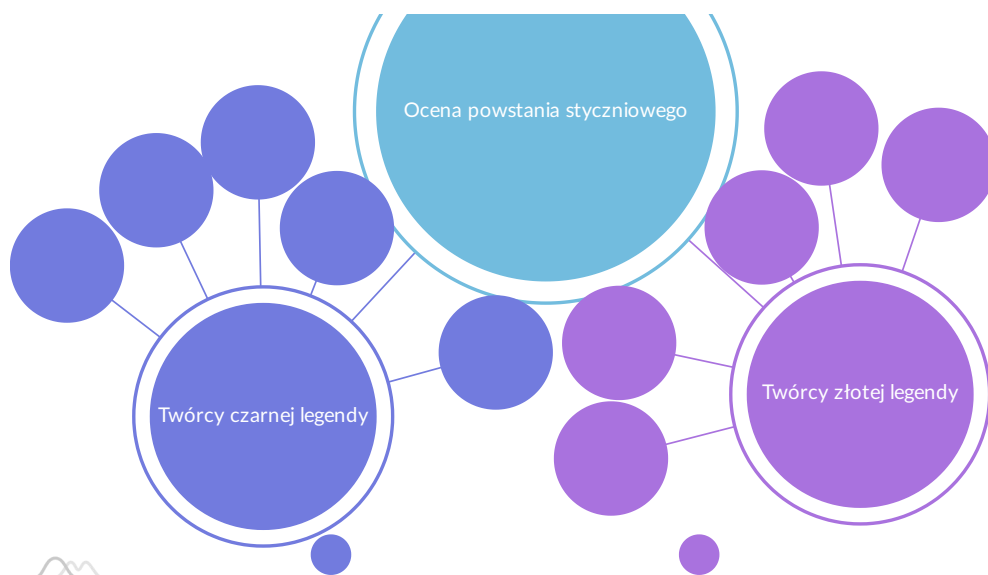 Ocena powstania styczniowego
Twórcy czarnej legendy
Twórcy złotej legendy